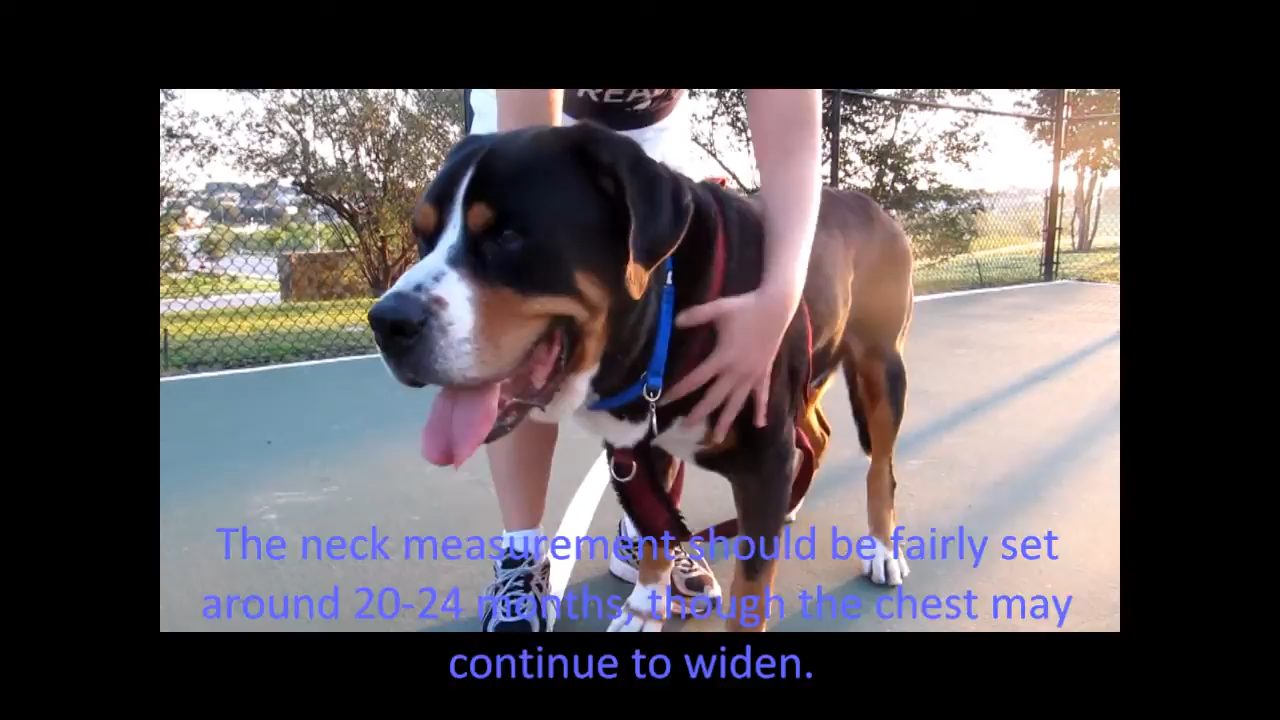 The neck measurement should be fairly set
around 20-24 months, though the chest may
continue to widen.